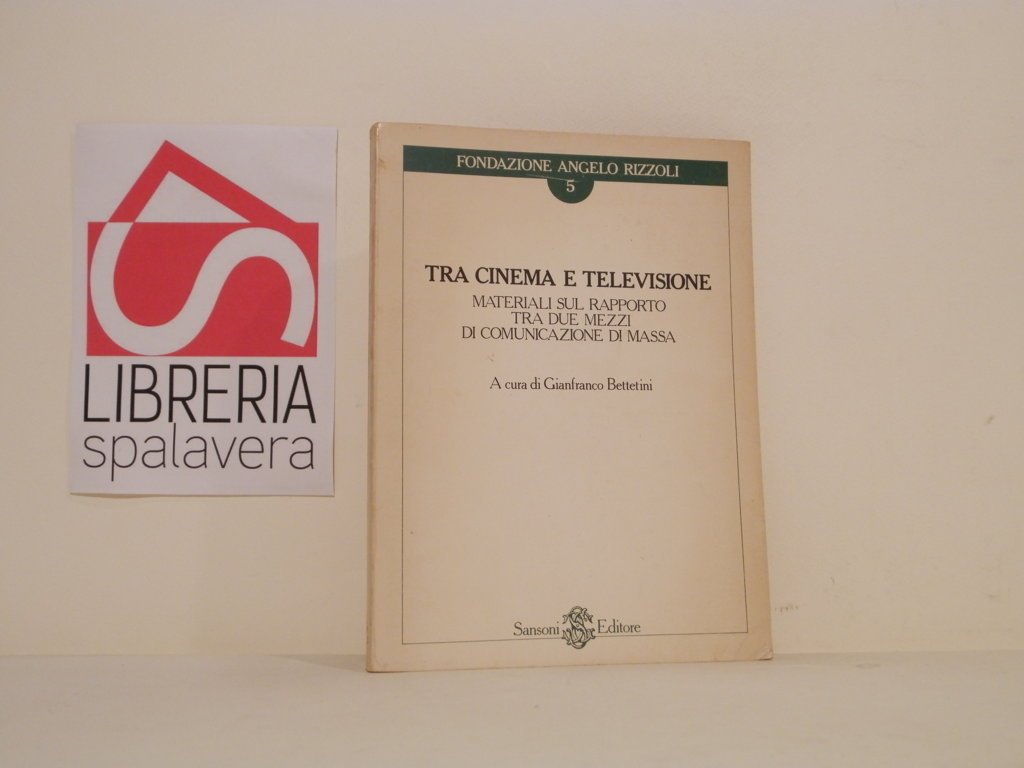 LIBRERIA
spalavera
FONDAZIONE ANGELO RIZZOLI
5
TRA CINEMA E TELEVISIONE
MATERIALI SUL RAPPORTO
TRA DUE MEZZI
DI COMUNICAZIONE DI MASSA
A cura di Gianfranco Bettetini
Sansoni Editore